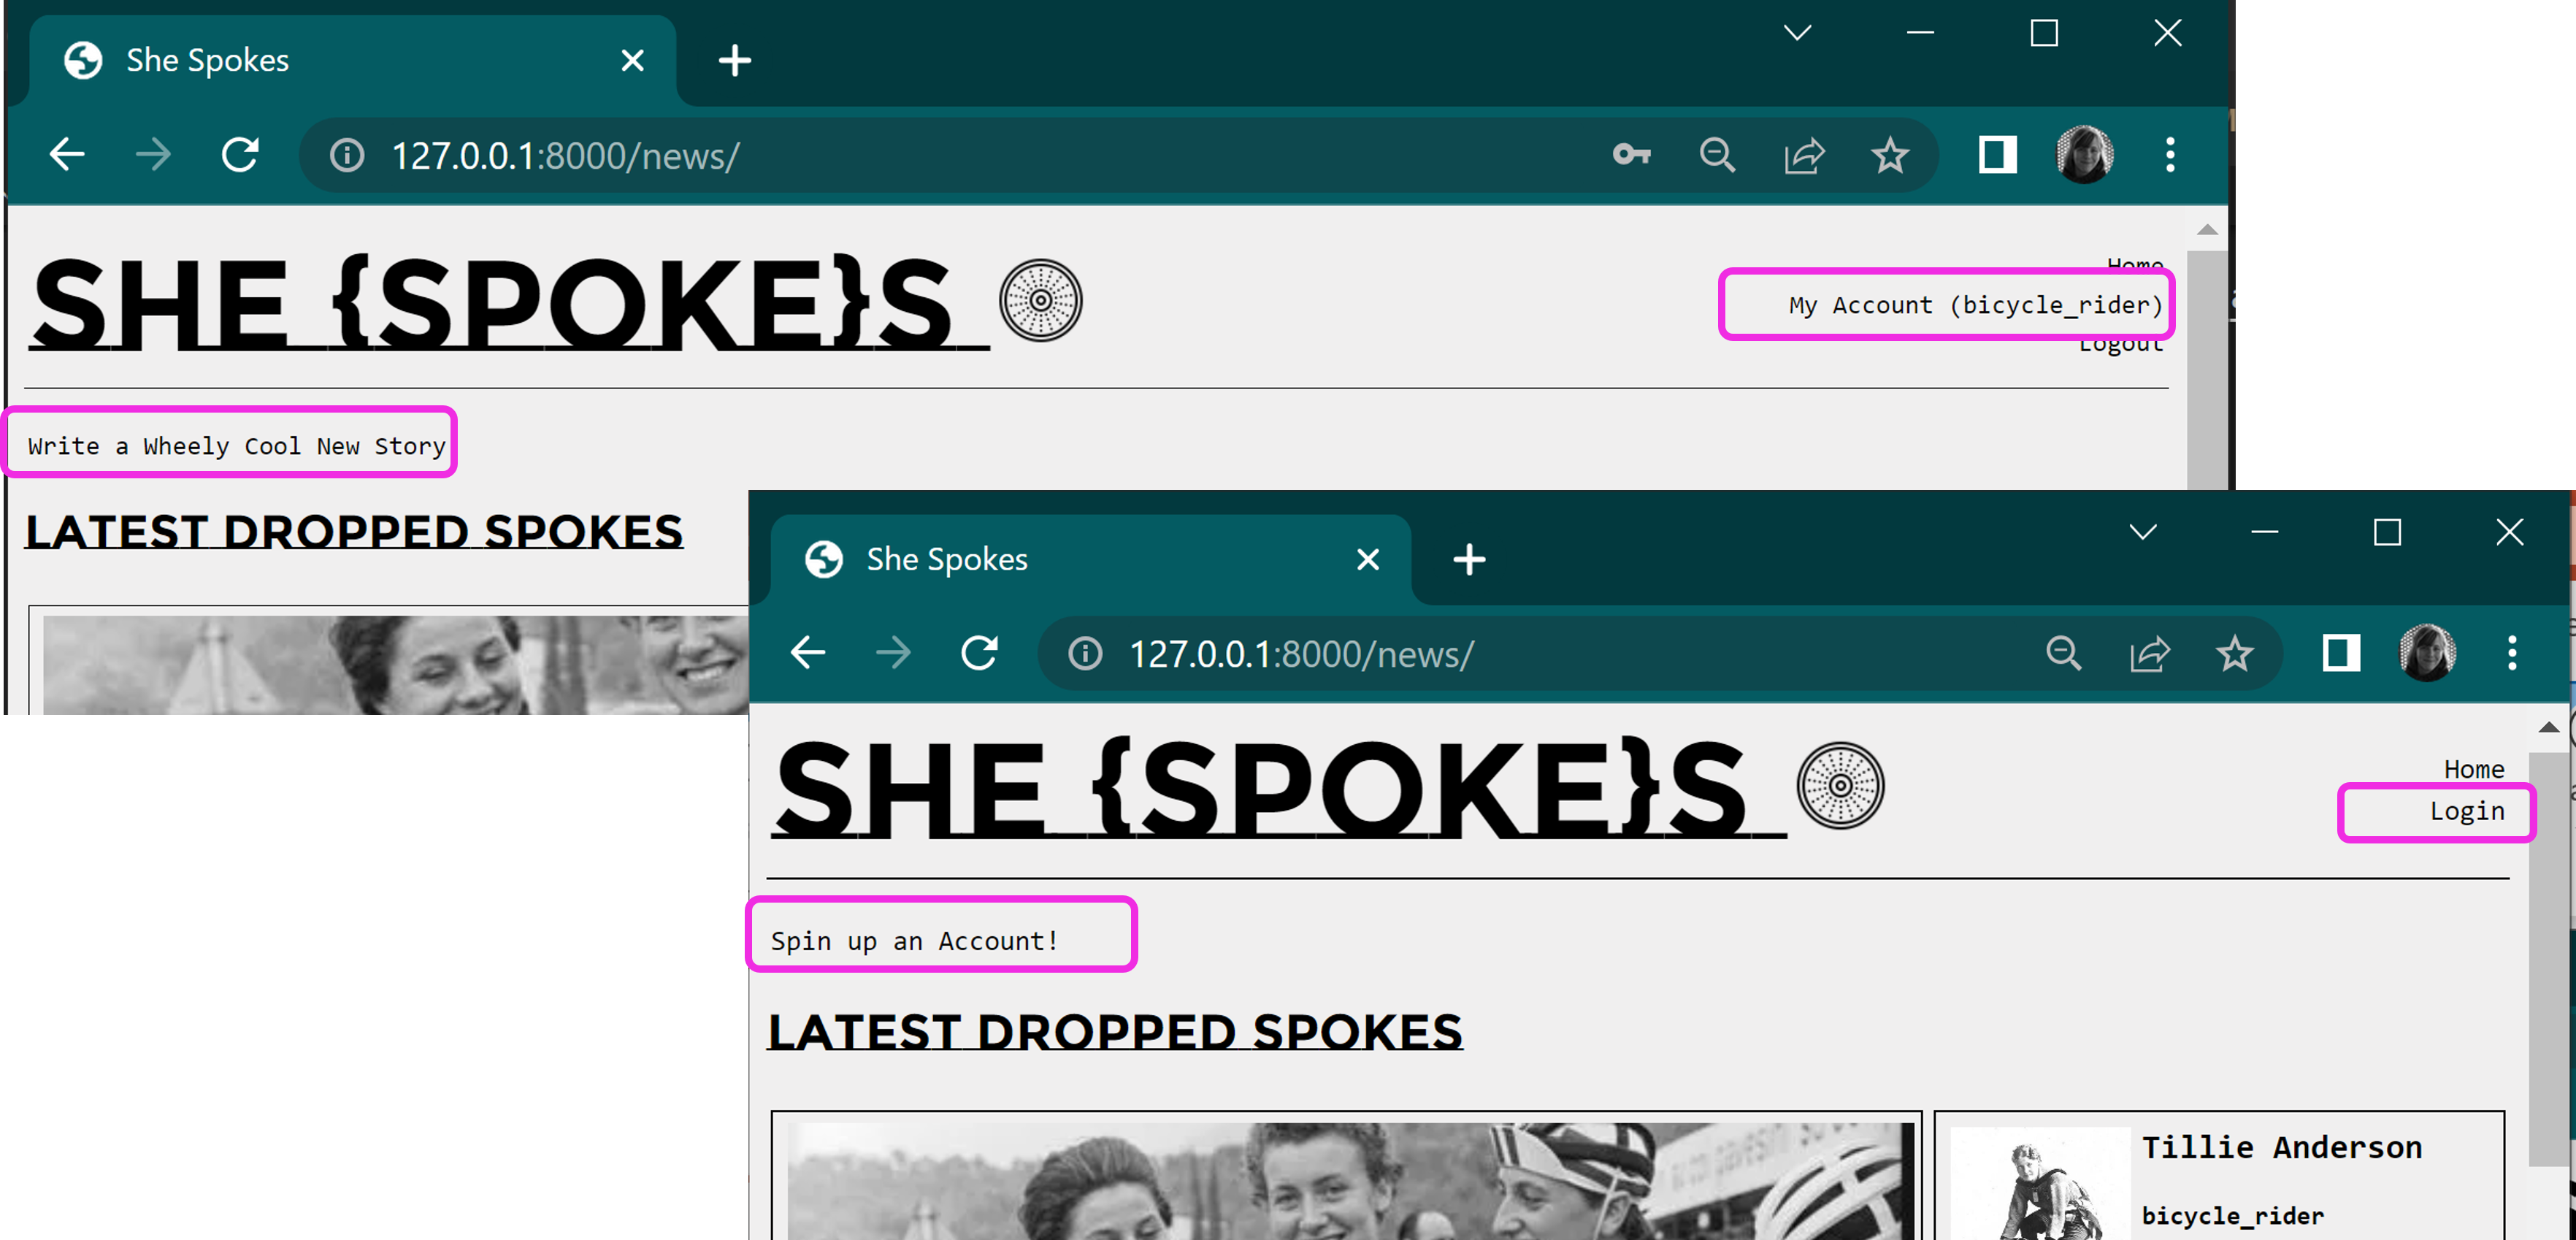 She Spokes
127.0.0.1:8000/news/
SHE {SPOKE}S
Home
My Account (bicycle_rider)
Logout
Write a Wheely Cool New Story
LATEST DROPPED SPOKES
She Spokes
127.0.0.1:8000/news/
SHE {SPOKE}S
Home
Login
Spin up an Account!
LATEST DROPPED SPOKES
Tillie Anderson
bicycle_rider